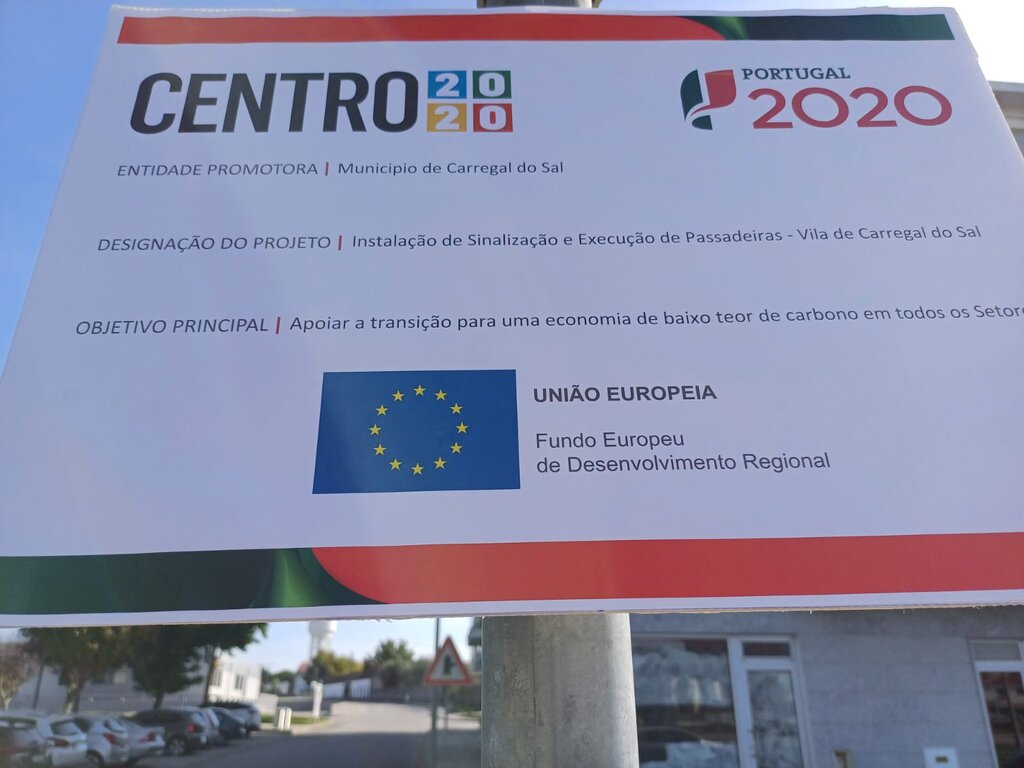 CENTRO 2020
PORTUGAL
2020
ENTIDADE PROMOTORA | Municipio de Carregal do Sal
DESIGNAÇÃO DO PROJETO | Instalação de Sinalização e Execução de Passadeiras - Vila de Carregal do Sal
OBJETIVO PRINCIPAL | Apoiar a transição para uma economia de baixo teor de carbono em todos os Setore
UNIÃO EUROPEIA
Fundo Europeu
de Desenvolvimento Regional